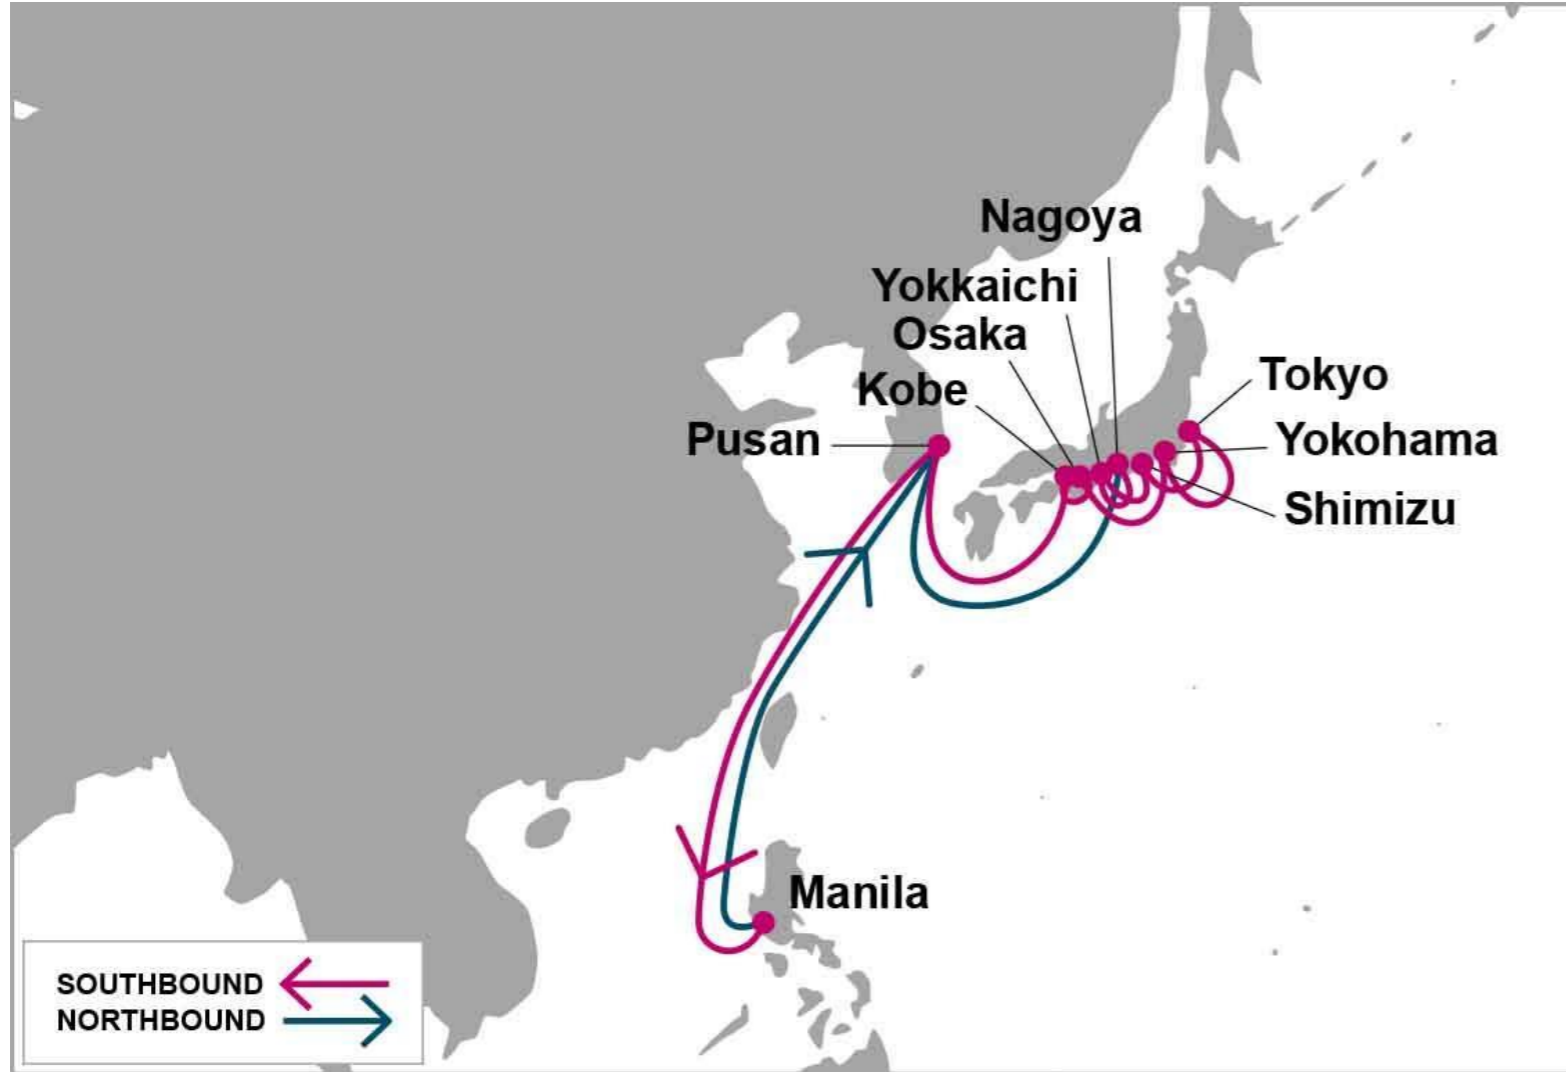 Nagoya
Yokkaichi
Osaka
Kobe
Tokyo
Pusan
Yokohama
Shimizu
Manila
SOUTHBOUND
NORTHBOUND